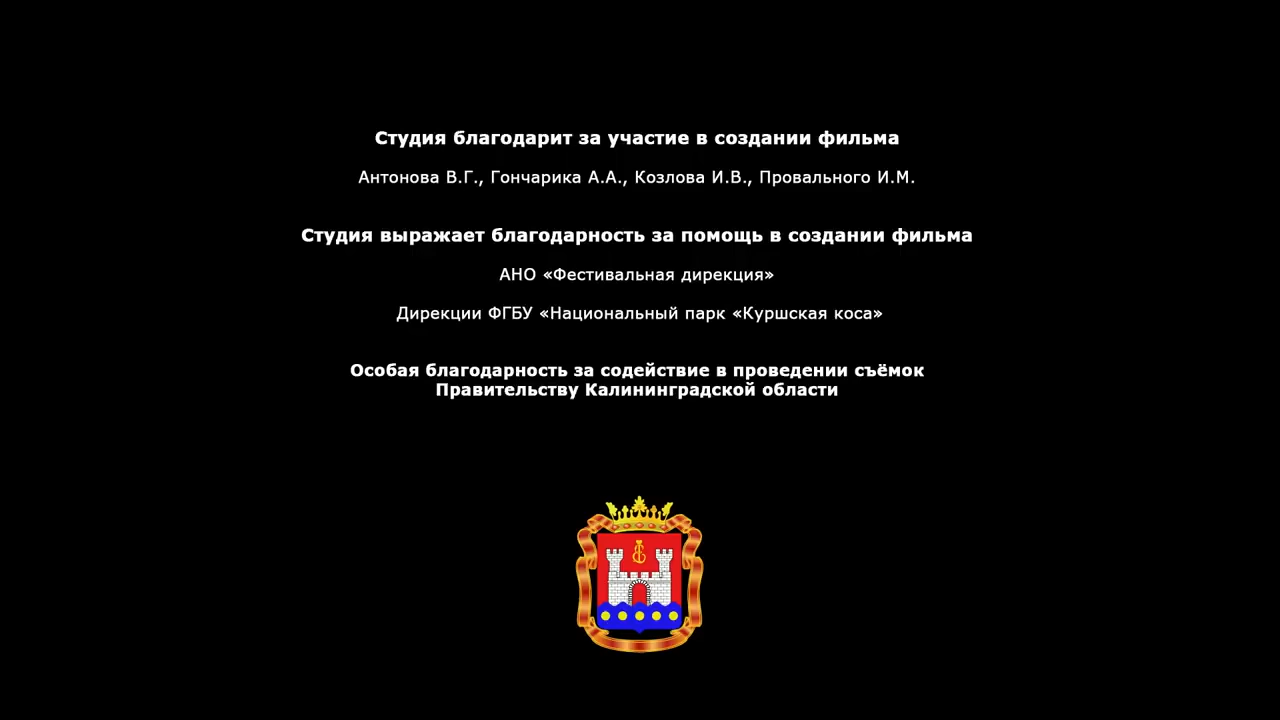 Студия благодарит за участие в создании фильма
Антонова В.Г., Гончарика А.А., Козлова И.В., Провального И.М.
Студия выражает благодарность за помощь в создании фильма
АНО «Фестивальная дирекция»
Дирекции ФГБУ «Национальный парк «Куршская коса»
Особая благодарность за содействие в проведении съёмок
Правительству Калининградской области